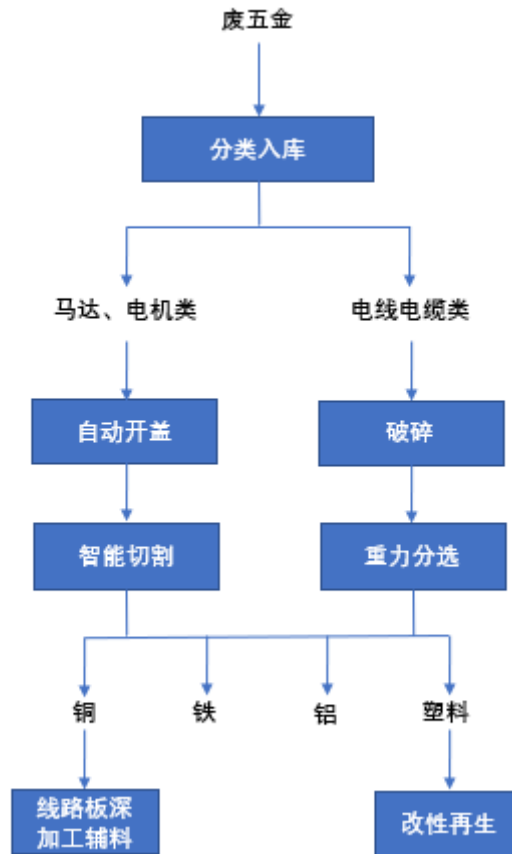 废五金
分类入库
马达、电机类
电线电缆类
自动开盖
破碎
智能切割
重力分选
铜
铁
铝
塑料
线路板深
加工辅料
改性再生